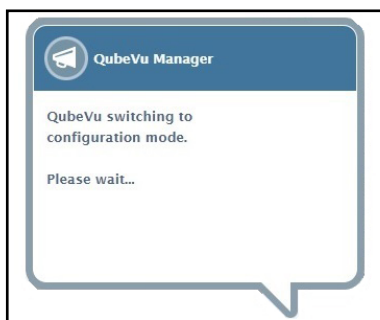 QubeVu Manager
QubeVu switching to
configuration mode.
Please wait...